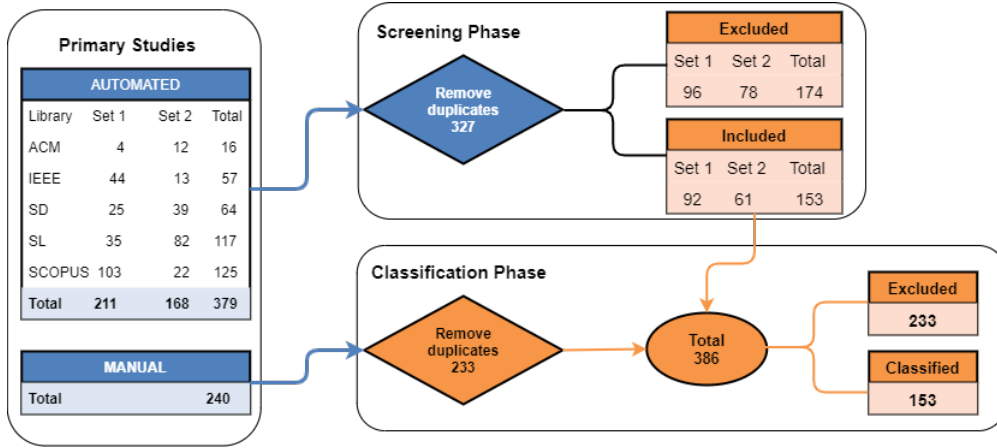 Primary Studies
AUTOMATED
Library Set 1 Set 2 Total
ACM 4 12 16
IEEE 44 13 57
SD 25 39 64
SL 35 82 117
SCOPUS 103 22 125
Total 211 168 379
MANUAL
Total 240
Screening Phase
Remove
duplicates
327
Excluded
Set 1 Set 2 Total
96 78 174
Included
Set 1 Set 2 Total
92 61 153
Classification Phase
Remove
duplicates
233
Total
386
Excluded
233
Classified
153